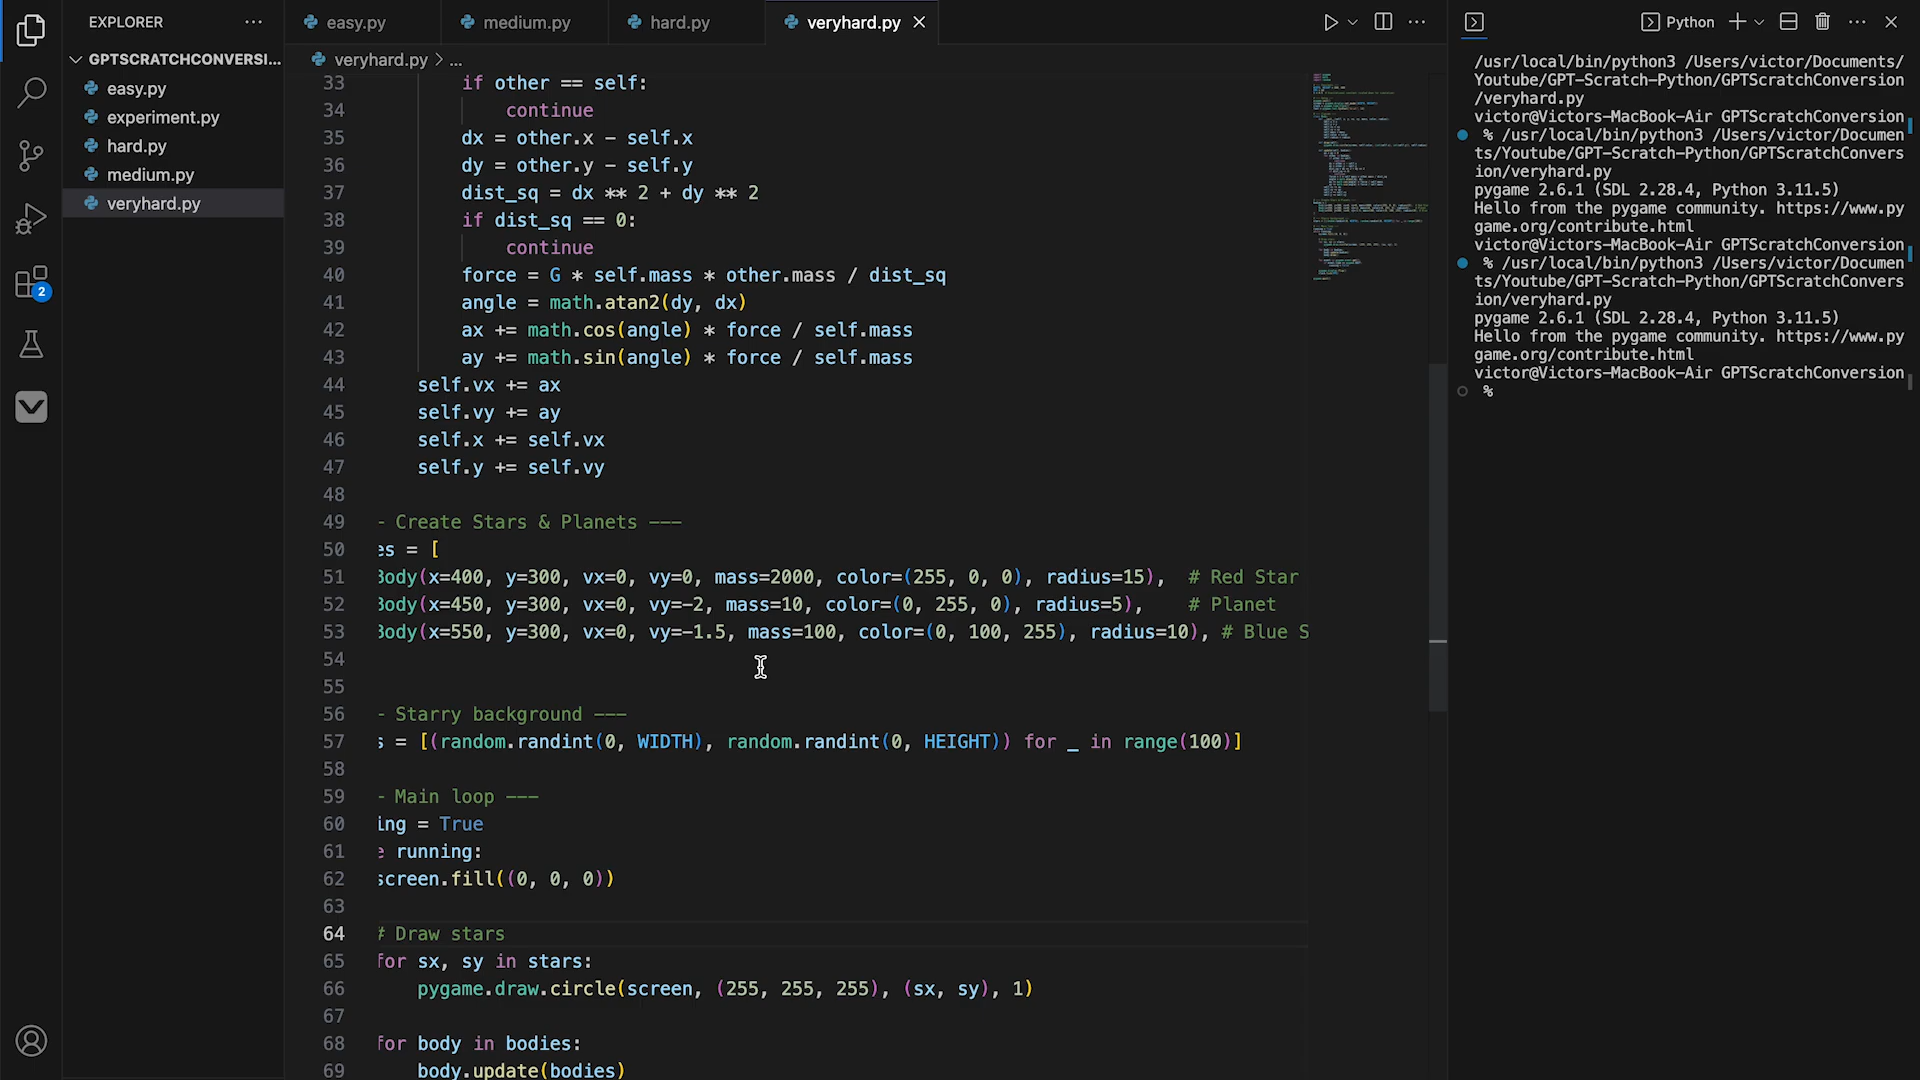 EXPLORER
GPTSCRATCHCONVERSI...
easy.py
experiment.py
hard.py
medium.py
veryhard.py
2
easy.py
medium.py
hard.py
veryhard.py
veryhard.py > ...
33 if other == self:
34 continue
35 dx = other.x - self.x
36 dy = other.y - self.y
37 dist_sq = dx ** 2 + dy ** 2
38 if dist_sq == 0:
39 continue
40 force = G * self.mass * other.mass / dist_sq
41 angle = math.atan2(dy, dx)
42 ax += math.cos(angle) * force / self.mass
43 ay += math.sin(angle) * force / self.mass
44 self.vx += ax
45 self.vy += ay
46 self.x += self.vx
47 self.y += self.vy
48
49 - Create Stars & Planets ---
50 es = [
51 Body(x=400, y=300, vx=0, vy=0, mass=2000, color=(255, 0, 0), radius=15), # Red Star
52 Body(x=450, y=300, vx=0, vy=-2, mass=10, color=(0, 255, 0), radius=5), # Planet
53 Body(x=550, y=300, vx=0, vy=-1.5, mass=100, color=(0, 100, 255), radius=10), # Blue S
54
55
56 - Starry background ---
57 s = [(random.randint(0, WIDTH), random.randint(0, HEIGHT)) for _ in range(100)]
58
59 - Main loop ---
60 ing = True
61 e running:
62 screen.fill((0, 0, 0))
63
64 # Draw stars
65 for sx, sy in stars:
66 pygame.draw.circle(screen, (255, 255, 255), (sx, sy), 1)
67
68 for body in bodies:
69 body.update(bodies)
Python
/usr/local/bin/python3 /Users/victor/Documents/
Youtube/GPT-Scratch-Python/GPTScratchConversion
/veryhard.py
victor@Victors-MacBook-Air GPTScratchConversion
% /usr/local/bin/python3 /Users/victor/Documen
ts/Youtube/GPT-Scratch-Python/GPTScratchConvers
ion/veryhard.py
pygame 2.6.1 (SDL 2.28.4, Python 3.11.5)
Hello from the pygame community. https://www.py
game.org/contribute.html
victor@Victors-MacBook-Air GPTScratchConversion
% /usr/local/bin/python3 /Users/victor/Documen
ts/Youtube/GPT-Scratch-Python/GPTScratchConvers
ion/veryhard.py
pygame 2.6.1 (SDL 2.28.4, Python 3.11.5)
Hello from the pygame community. https://www.py
game.org/contribute.html
victor@Victors-MacBook-Air GPTScratchConversion
%